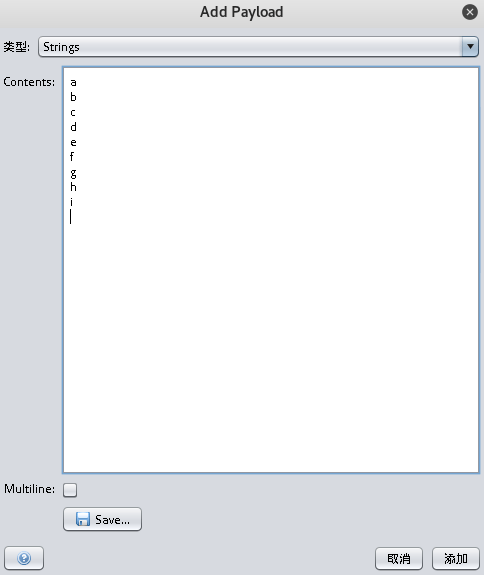 Add Payload
类型: Strings
Contents:
a
b
c
d
e
f
g
h
i
Multiline:
Save...
取消 添加